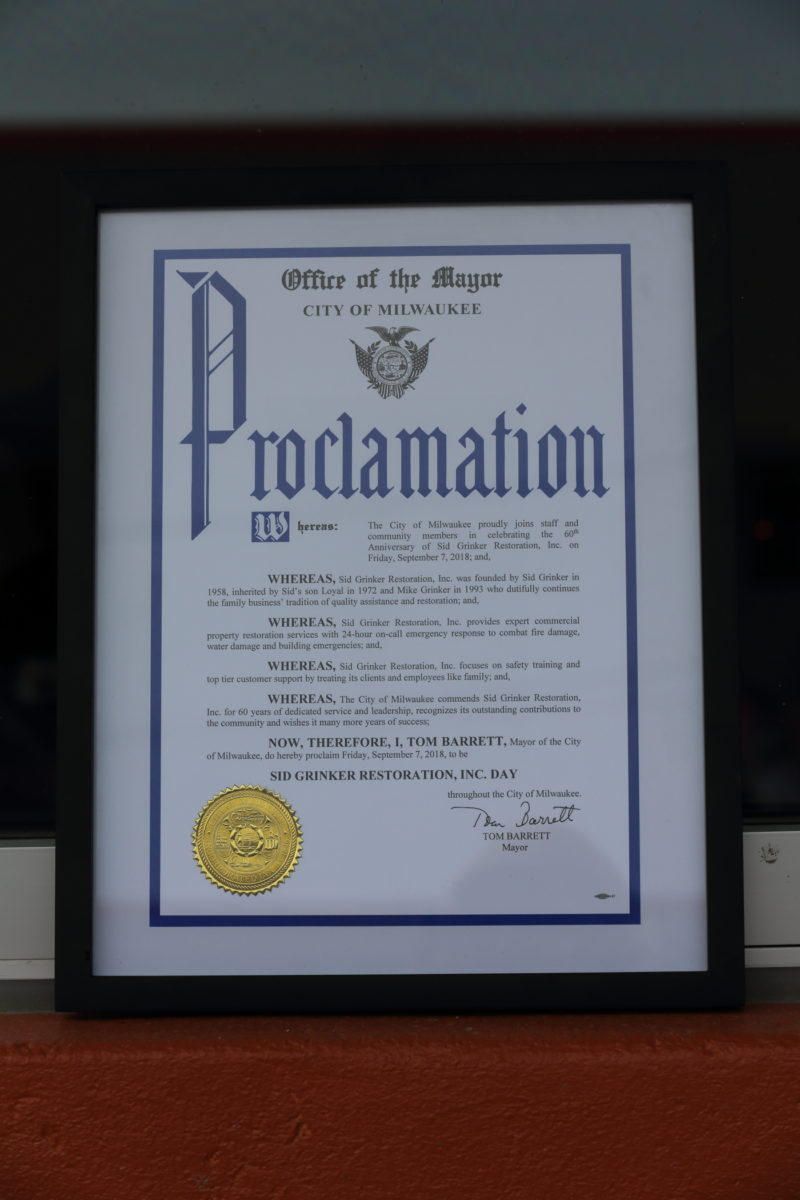 Office of the Mayor
CITY OF MILWAUKEE
Proclamation
Whereas: The City of Milwaukee proudly joins staff and
community members in celebrating the 60th
Anniversary of Sid Grinker Restoration, Inc. on
Friday, September 7, 2018; and,
WHEREAS, Sid Grinker Restoration, Inc. was founded by Sid Grinker in
1958, inherited by Sid's son Loyal in 1972 and Mike Grinker in 1993 who dutifully continues
the family business' tradition of quality assistance and restoration; and,
WHEREAS, Sid Grinker Restoration, Inc. provides expert commercial
property restoration services with 24-hour on-call emergency response to combat fire damage,
water damage and building emergencies; and,
WHEREAS, Sid Grinker Restoration, Inc. focuses on safety training and
top tier customer support by treating its clients and employees like family; and,
WHEREAS, The City of Milwaukee commends Sid Grinker Restoration,
Inc. for 60 years of dedicated service and leadership, recognizes its outstanding contributions to
the community and wishes it many more years of success;
NOW, THEREFORE, I, TOM BARRETT, Mayor of the City
of Milwaukee, do hereby proclaim Friday, September 7, 2018, to be
SID GRINKER RESTORATION, INC. DAY
throughout the City of Milwaukee.
Tom Barrett
TOM BARRETT
Mayor